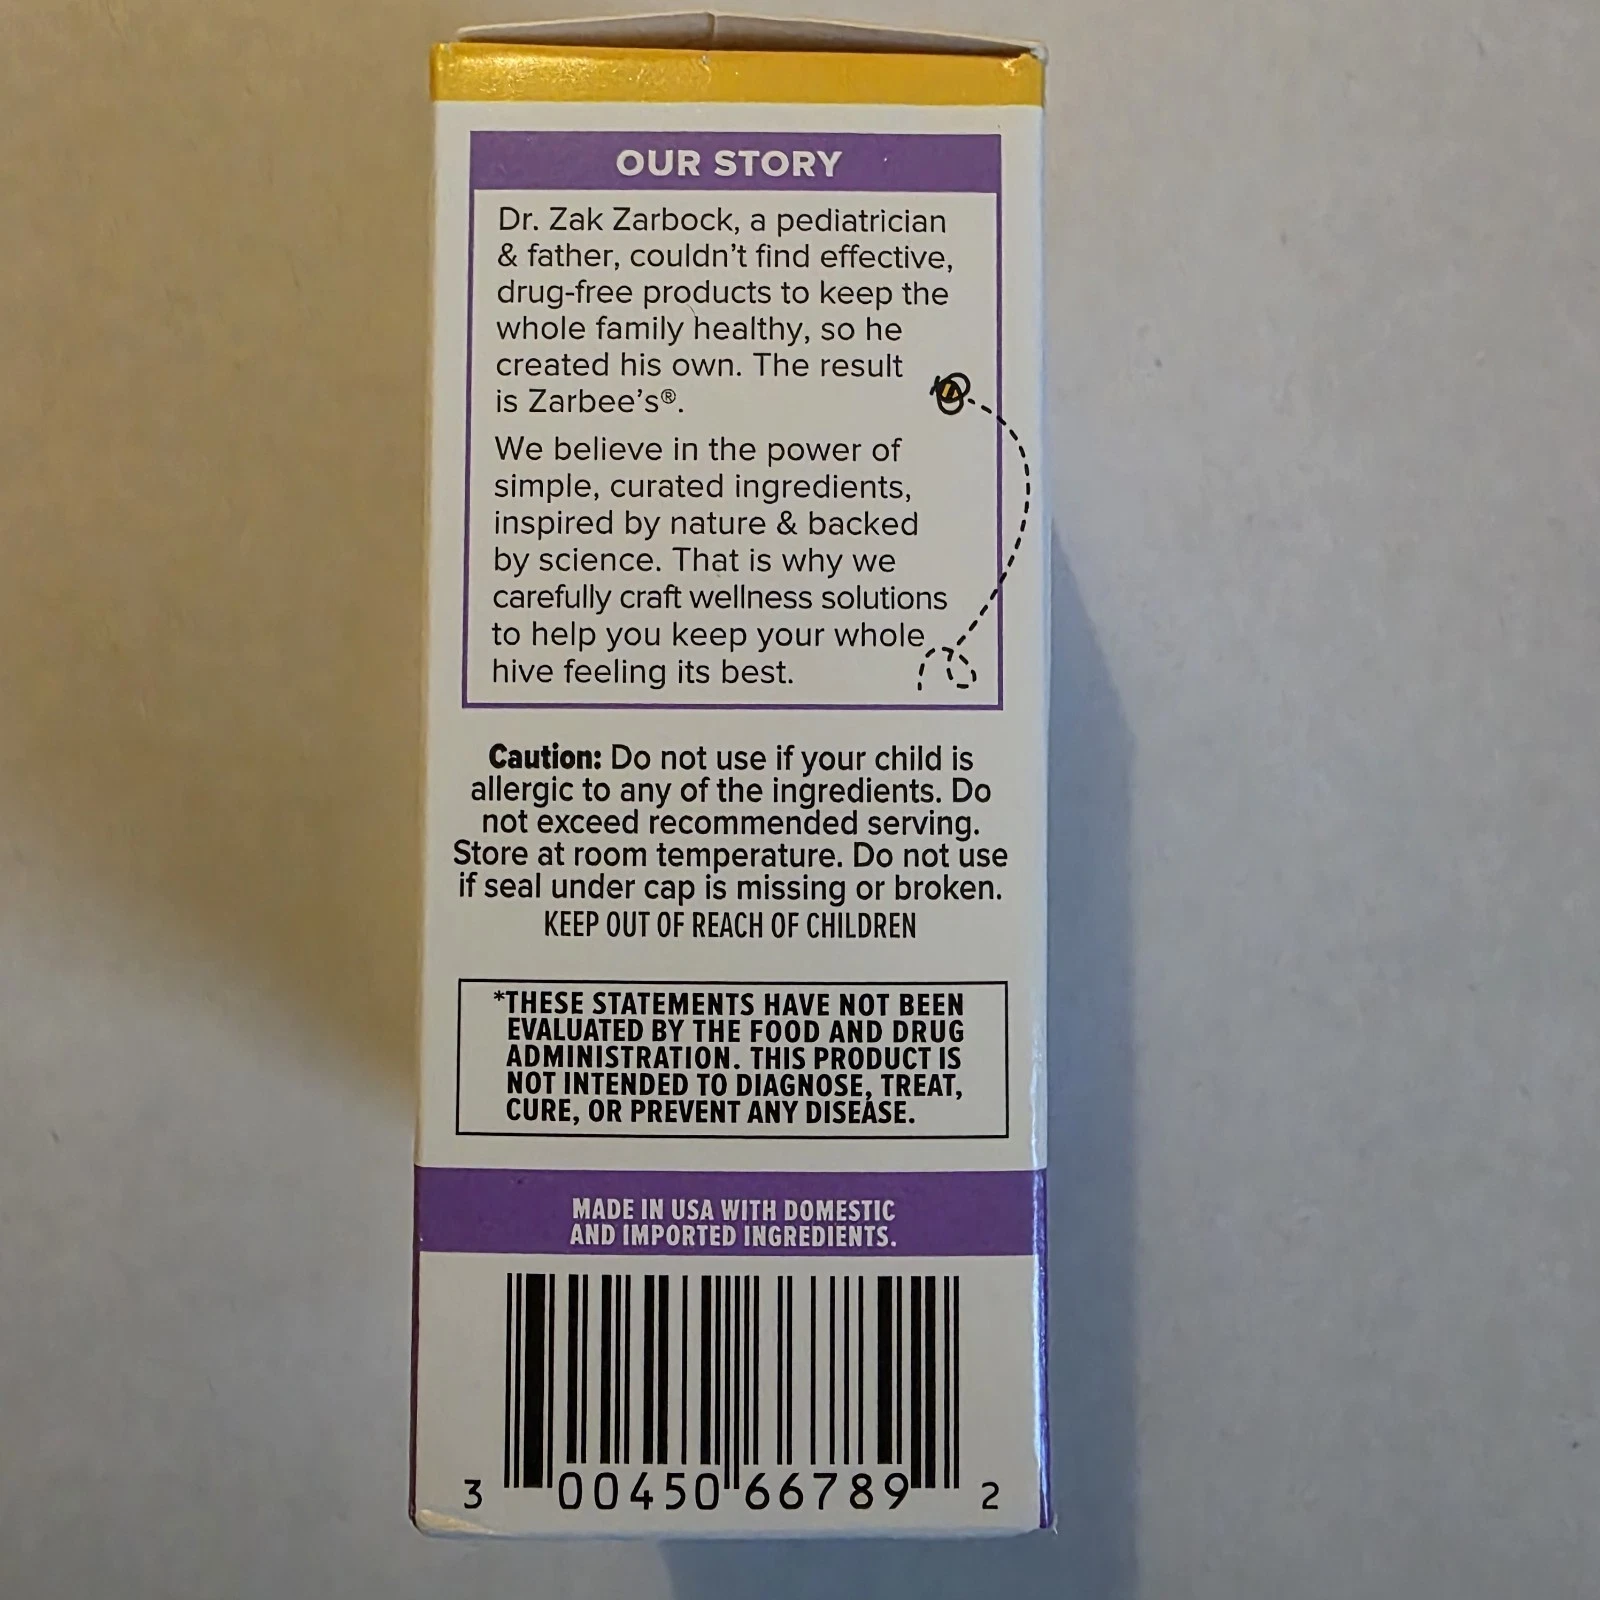 OUR STORY
Dr. Zak Zarbock, a pediatrician
& father, couldn't find effective,
drug-free products to keep the
whole family healthy, so he
created his own. The result
is Zarbee's®.
We believe in the power of
simple, curated ingredients,
inspired by nature & backed
by science. That is why we
carefully craft wellness solutions
to help you keep your whole
hive feeling its best.
Caution: Do not use if your child is
allergic to any of the ingredients. Do
not exceed recommended serving.
Store at room temperature. Do not use
if seal under cap is missing or broken.
KEEP OUT OF REACH OF CHILDREN
*THESE STATEMENTS HAVE NOT BEEN
EVALUATED BY THE FOOD AND DRUG
ADMINISTRATION. THIS PRODUCT IS
NOT INTENDED TO DIAGNOSE, TREAT,
CURE, OR PREVENT ANY DISEASE.
MADE IN USA WITH DOMESTIC
AND IMPORTED INGREDIENTS.
3 00450 66789 2